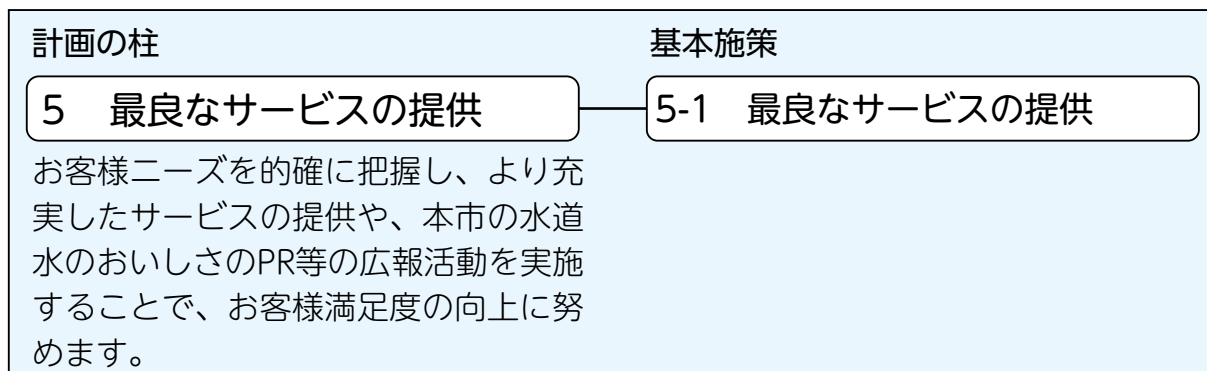 計画の柱
基本施策
5　最良なサービスの提供
5-1　最良なサービスの提供
お客様ニーズを的確に把握し、より充
実したサービスの提供や、本市の水道
水のおいしさのPR等の広報活動を実施
することで、お客様満足度の向上に努
めます。